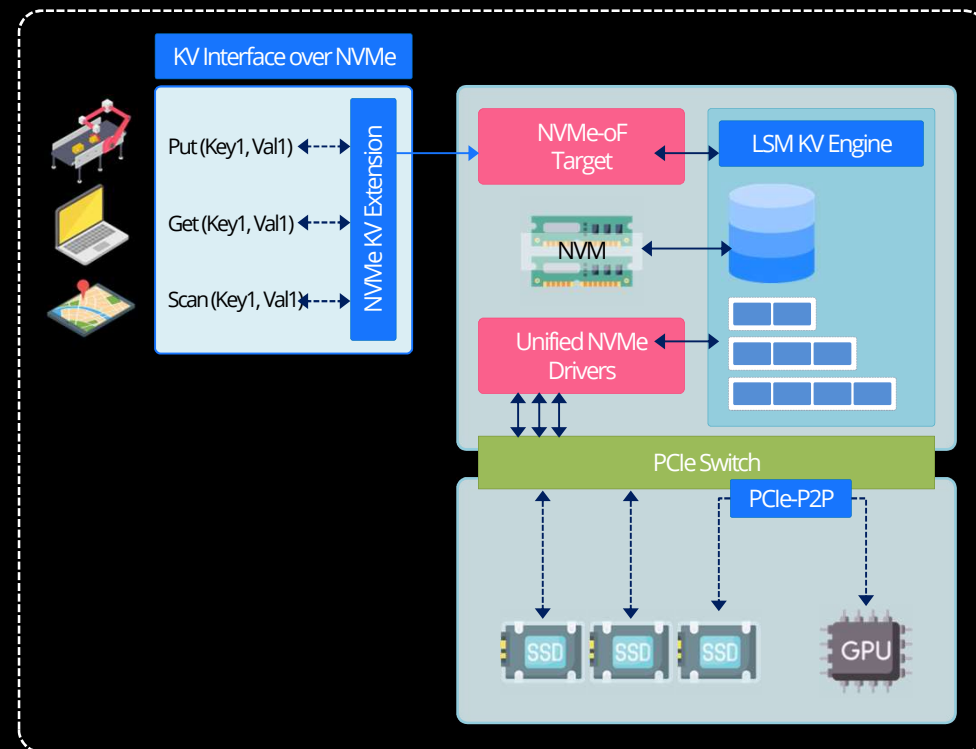 KV Interface over NVMe
Put (Key1, Val1)
Get (Key1, Val1)
Scan (Key1, Val1)
NVMe KV Extension
NVMe-oF
Target
LSM KV Engine
NVM
Unified NVMe
Drivers
PCIe Switch
PCIe-P2P
SSD
SSD
SSD
GPU